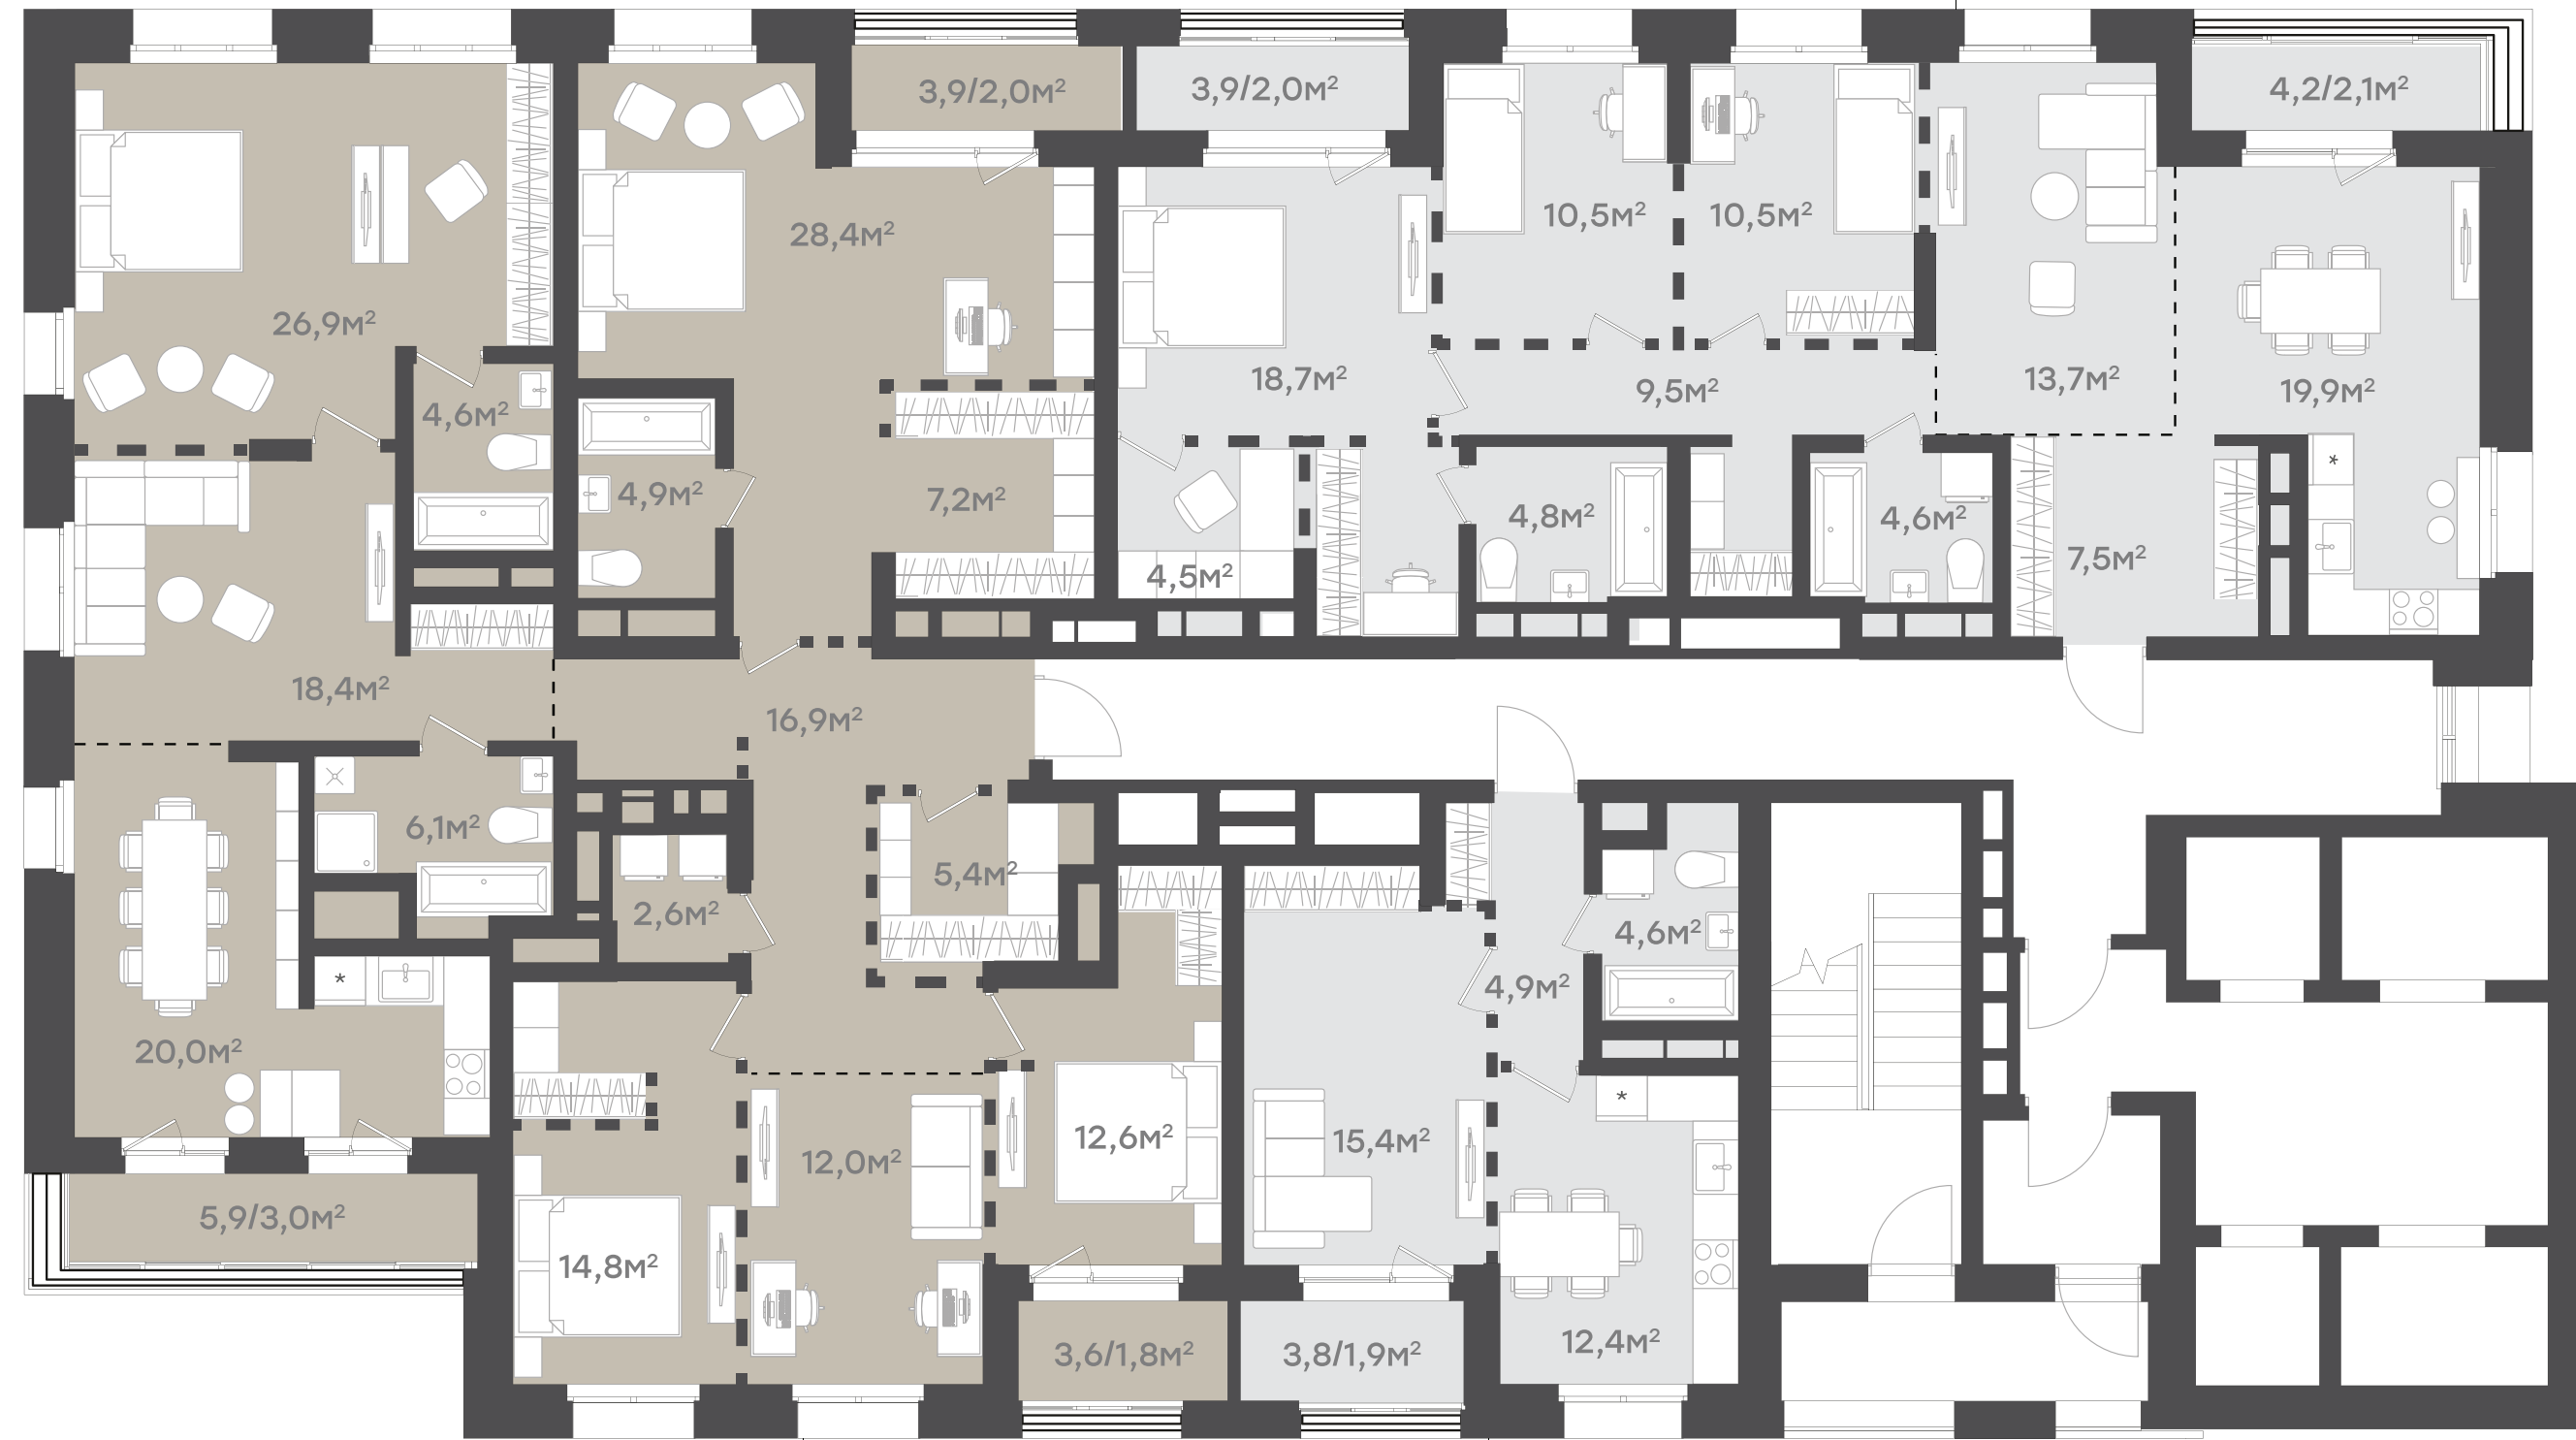 3,9/2,0м²
3,9/2,0м²
4,2/2,1м²
10,5м²
10,5м²
28,4м²
26,9м²
18,7м²
9,5м²
13,7м²
19,9м²
4,6м²
4,9м²
7,2м²
4,8м²
4,6м²
*
7,5м²
4,5м²
18,4м²
16,9м²
6,1м²
5,4м²
2,6м²
4,6м²
*
4,9м²
20,0м²
*
12,6м²
15,4м²
12,0м²
5,9/3,0м²
14,8м²
3,6/1,8м²
3,8/1,9м²
12,4м²